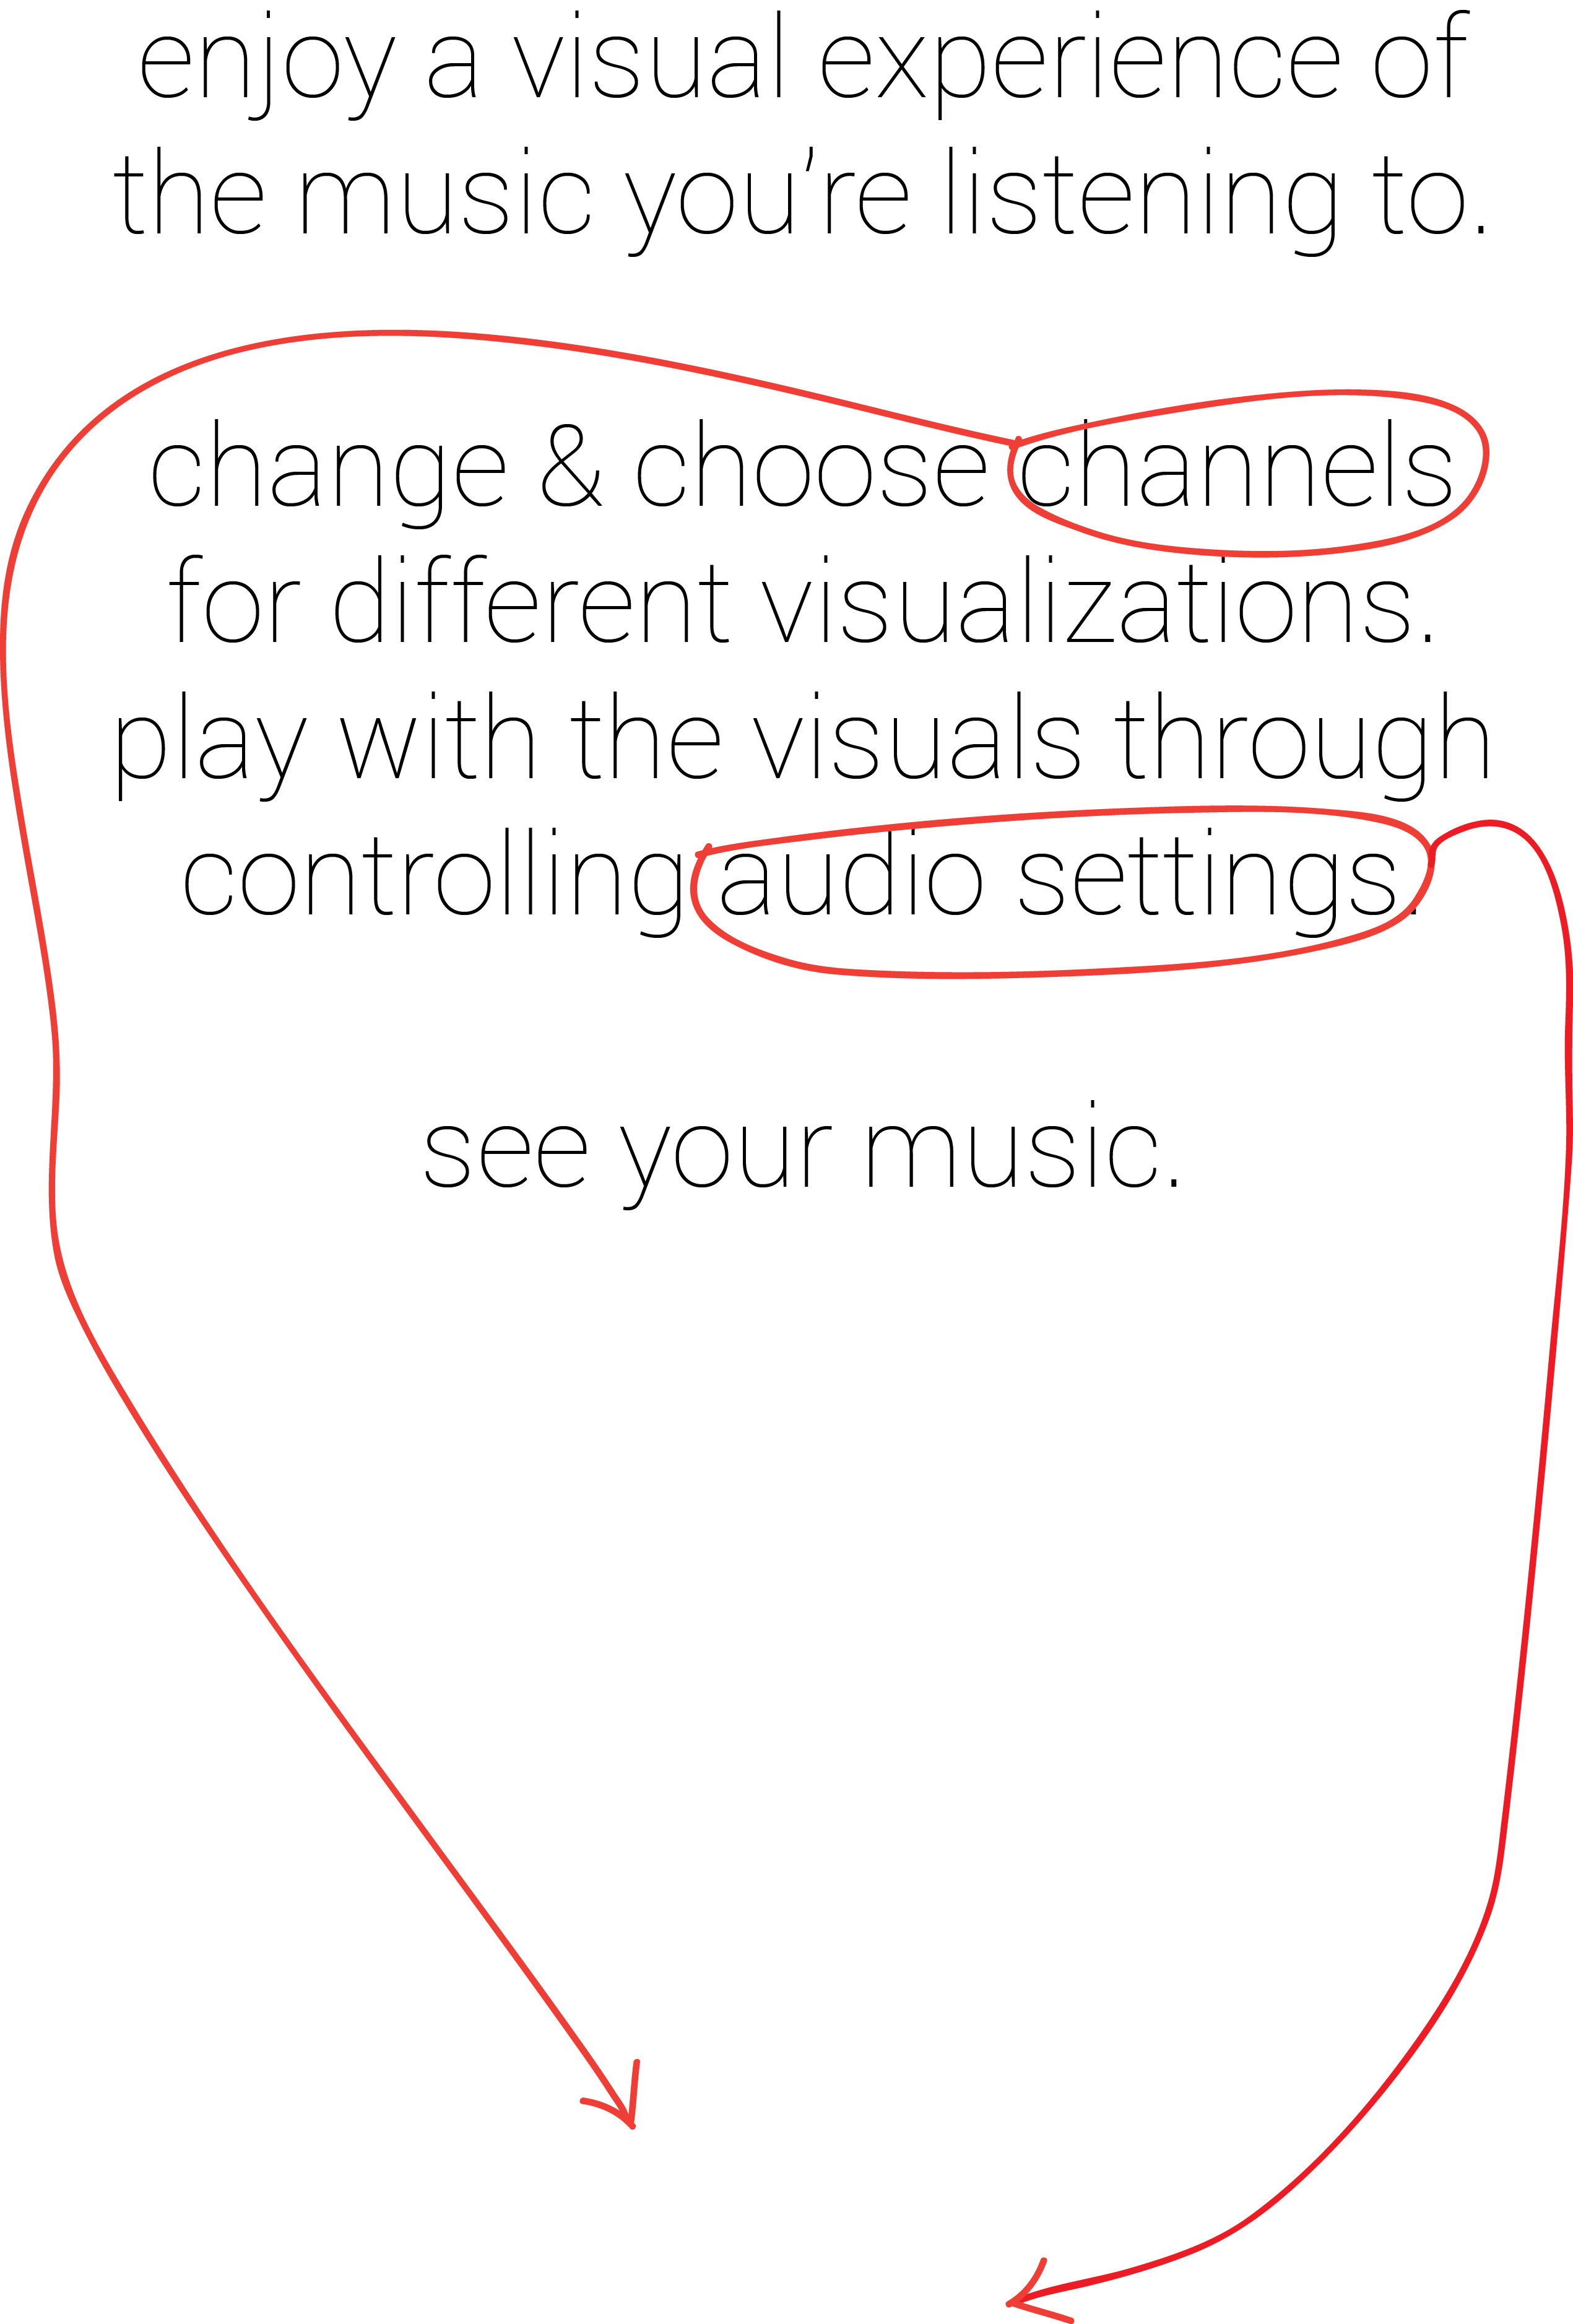 enjoy a visual experience of
the music you’re listening to.
change & choose channels
for different visualizations.
play with the visuals through
controlling audio settings.
see your music.